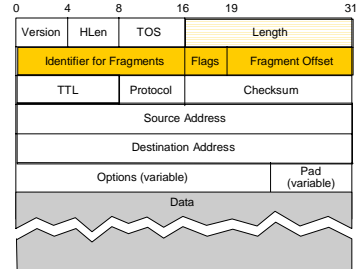 0 4 8 16 19 31
Version HLen TOS Length
Identifier for Fragments Flags Fragment Offset
TTL Protocol Checksum
Source Address
Destination Address
Options (variable) Pad
(variable)
Data